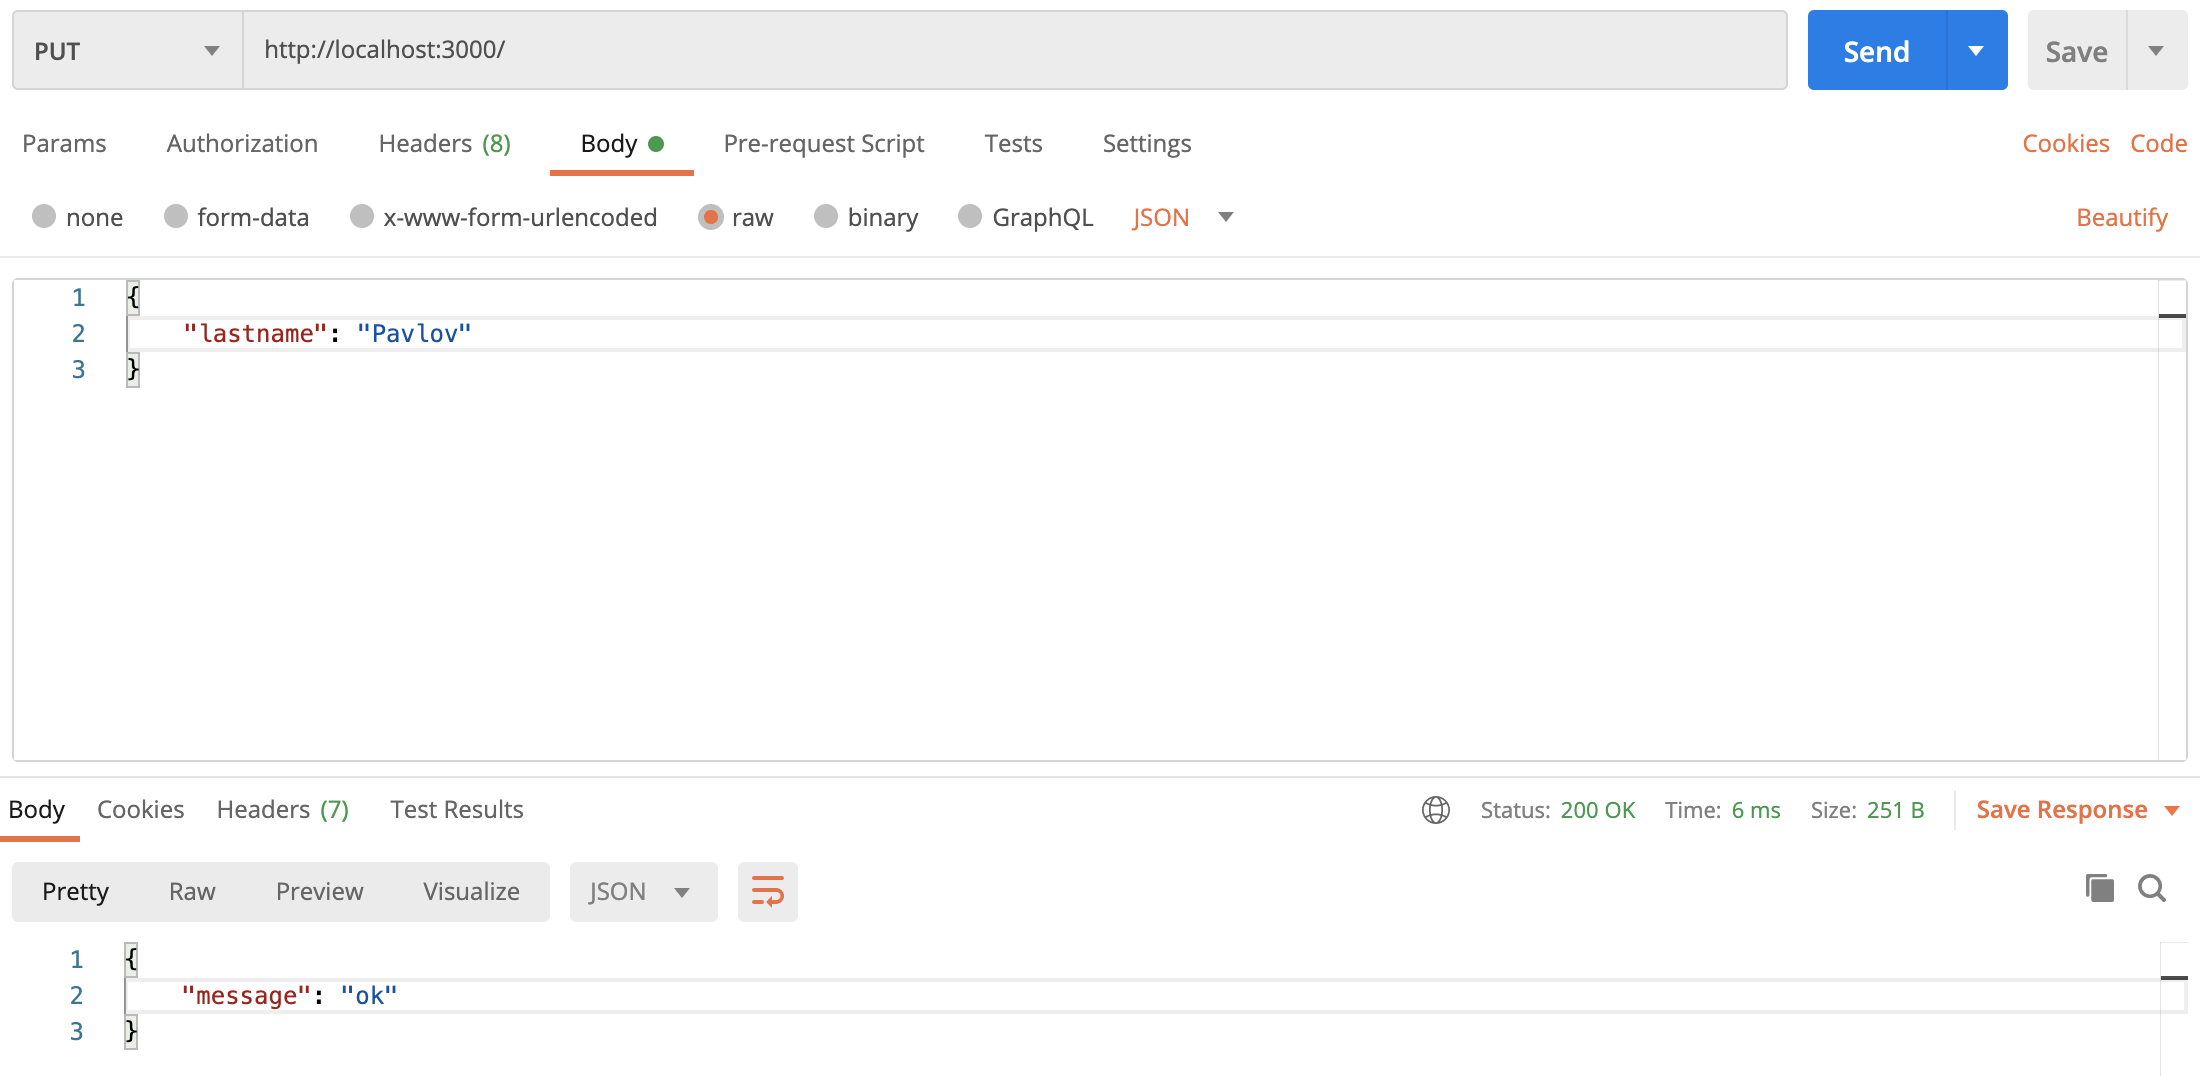 PUT http://localhost:3000/ Send Save
Params Authorization Headers (8) Body Pre-request Script Tests Settings Cookies Code
none form-data x-www-form-urlencoded raw binary GraphQL JSON Beautify
1 {
2 "lastname": "Pavlov"
3 }
Body Cookies Headers (7) Test Results Status: 200 OK Time: 6 ms Size: 251 B Save Response
Pretty Raw Preview Visualize JSON
1 {
2 "message": "ok"
3 }